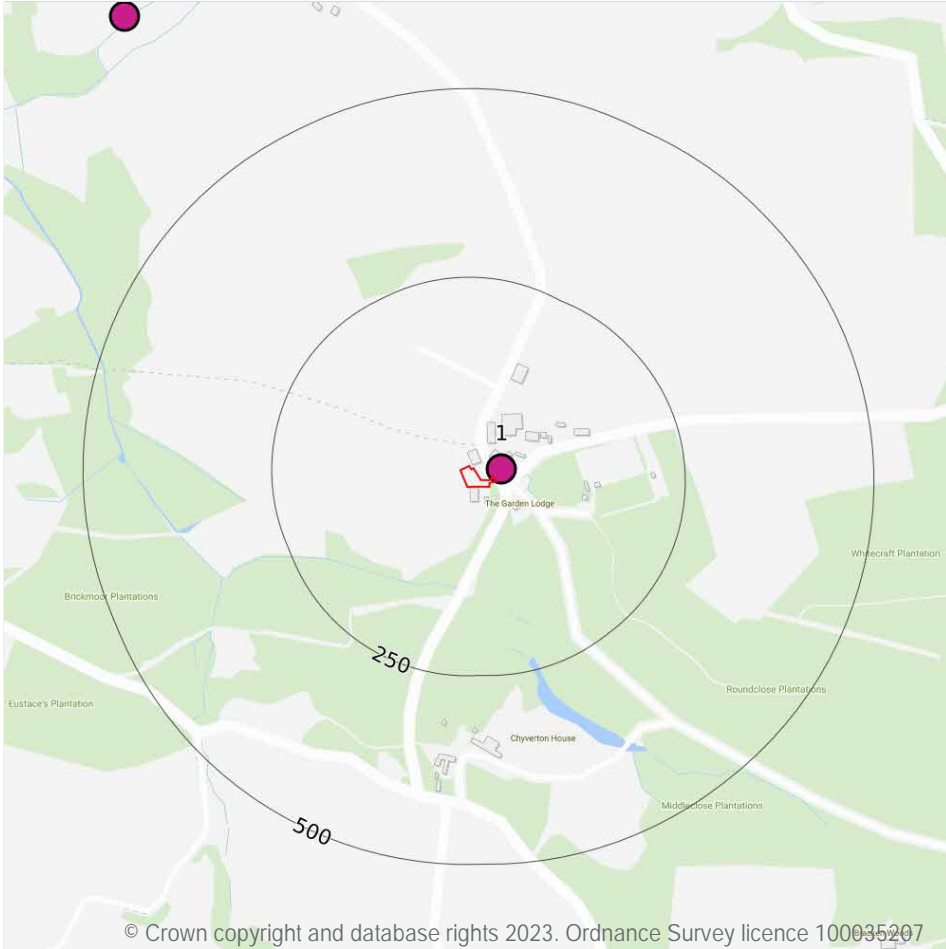 1
The Garden Lodge
Whitecraft Plantation
Brickmoor Plantations
250
Roundclose Plantations
Eustace's Plantation
Chyverton House
Middleclose Plantations
500
© Crown copyright and database rights 2023. Ordnance Survey licence 100035207